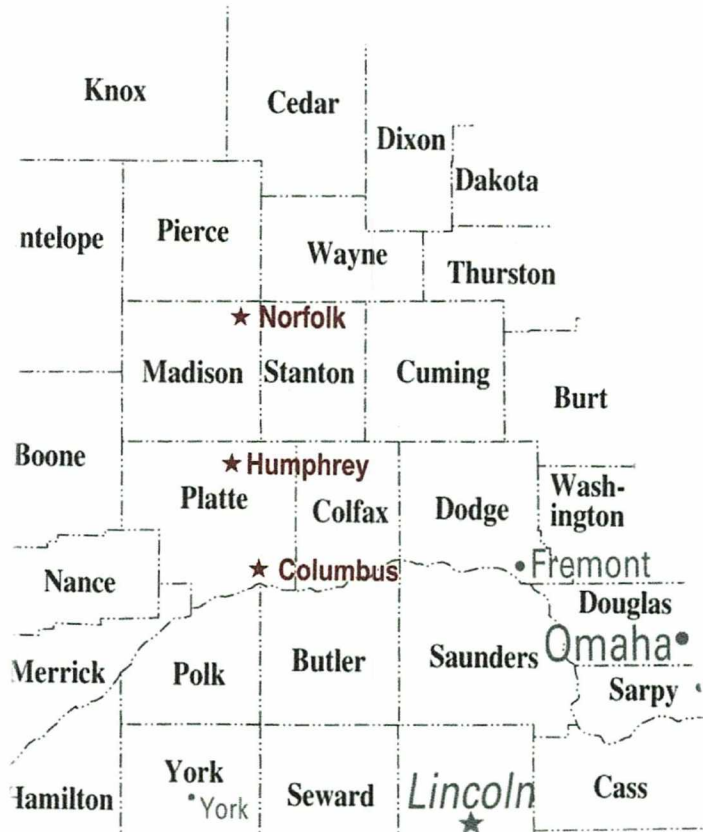 Knox
Cedar
Dixon
Dakota
ntelope
Pierce
Wayne
Thurston
Norfolk
Madison
Stanton
Cuming
Burt
Boone
Humphrey
Platte
Colfax
Dodge
Wash-
ington
Nance
Columbus
Fremont
Douglas
Merrick
Polk
Butler
Saunders
Omaha
Sarpy
Hamilton
York
York
Seward
Lincoln
Cass